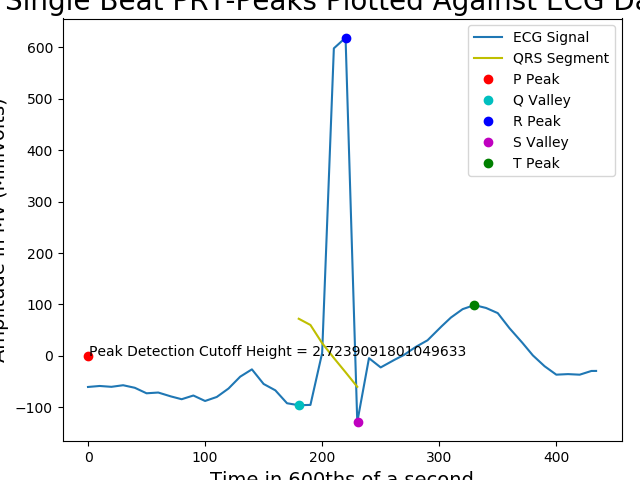 Single Beat PRT-Peaks Plotted Against ECG Da
Amplitude in MV (Millivolts)
600
500
400
300
200
100
0
−100
0
100
200
300
400
Time in 600ths of a second
ECG Signal
QRS Segment
P Peak
Q Valley
R Peak
S Valley
T Peak
Peak Detection Cutoff Height = 2.7239091801049633